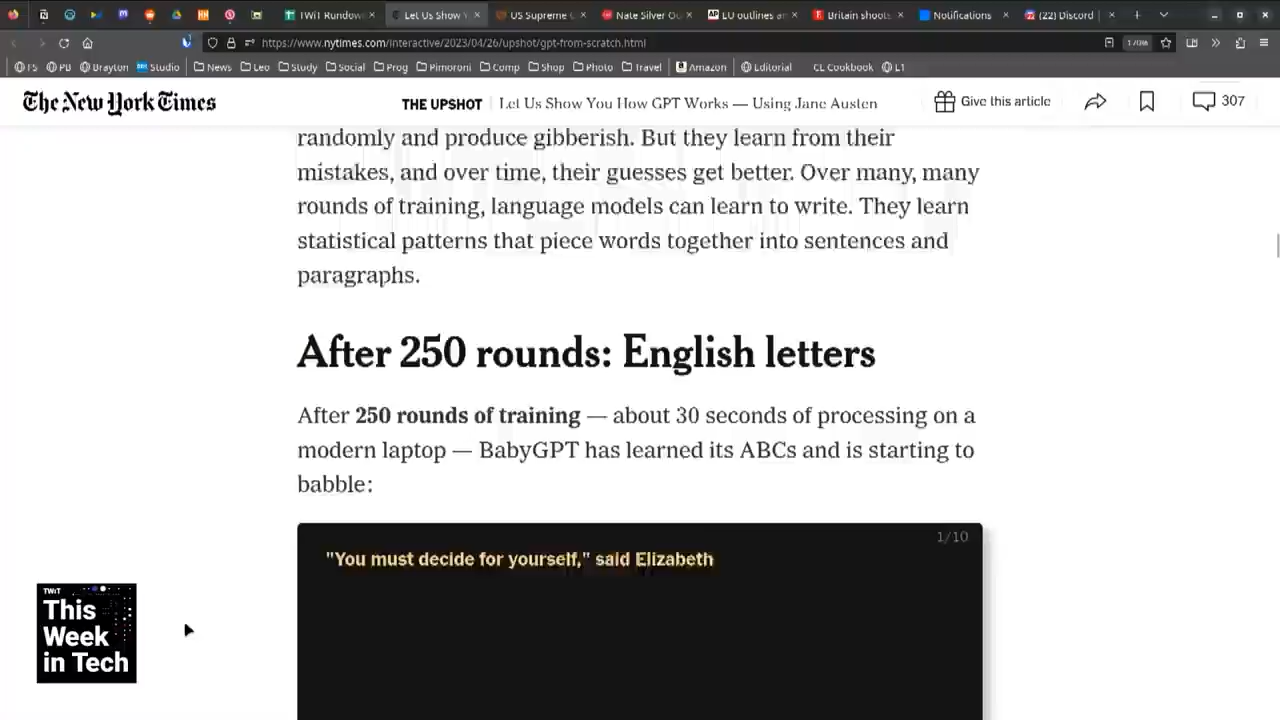 TWiT Rundow
Let Us Show Y
US Supreme C
Nate Silver Ou
EU outlines an
Britain shoots
Notifications
(22) Discord |
https://www.nytimes.com/interactive/2023/04/26/upshot/gpt-from-scratch.html
170%
FS
PB
Brayton
Studio
News
Leo
Study
Social
Prog
Pimoroni
Comp
Shop
Photo
Travel
Amazon
Editorial
CL Cookbook
L1
The New York Times
THE UPSHOT | Let Us Show You How GPT Works — Using Jane Austen
Give this article
307
randomly and produce gibberish. But they learn from their
mistakes, and over time, their guesses get better. Over many, many
rounds of training, language models can learn to write. They learn
statistical patterns that piece words together into sentences and
paragraphs.
After 250 rounds: English letters
After 250 rounds of training — about 30 seconds of processing on a
modern laptop — BabyGPT has learned its ABCs and is starting to
babble:
1/10
"You must decide for yourself," said Elizabeth
TWiT
This
Week
in Tech